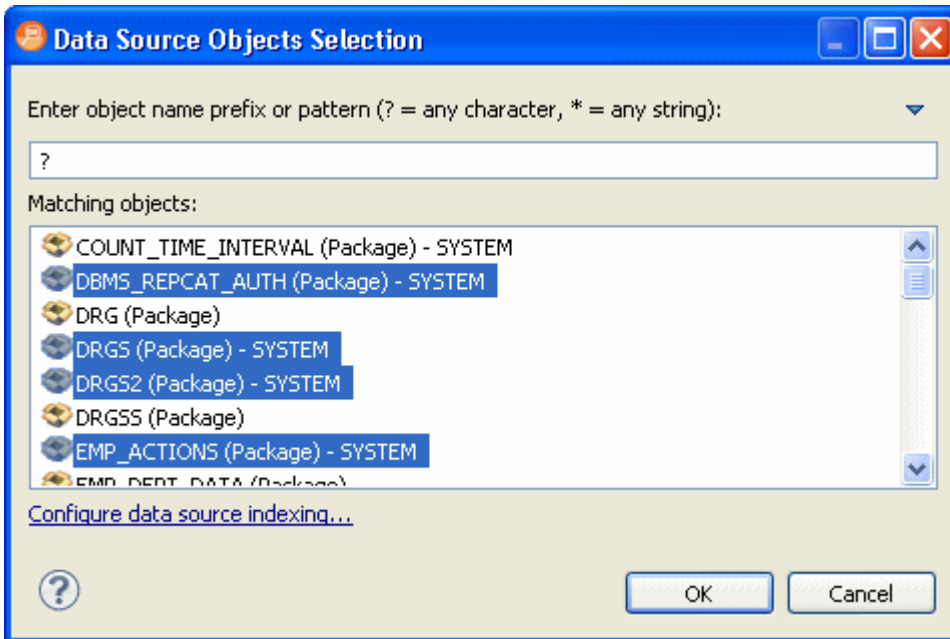 Data Source Objects Selection
Enter object name prefix or pattern (? = any character, * = any string):
?
Matching objects:
COUNT_TIME_INTERVAL (Package) - SYSTEM
DBMS_REPCAT_AUTH (Package) - SYSTEM
DRG (Package)
DRGS (Package) - SYSTEM
DRGS2 (Package) - SYSTEM
DRGSS (Package)
EMP_ACTIONS (Package) - SYSTEM
EMP_DEPT_DATA (Package)
Configure data source indexing...
?
OK
Cancel